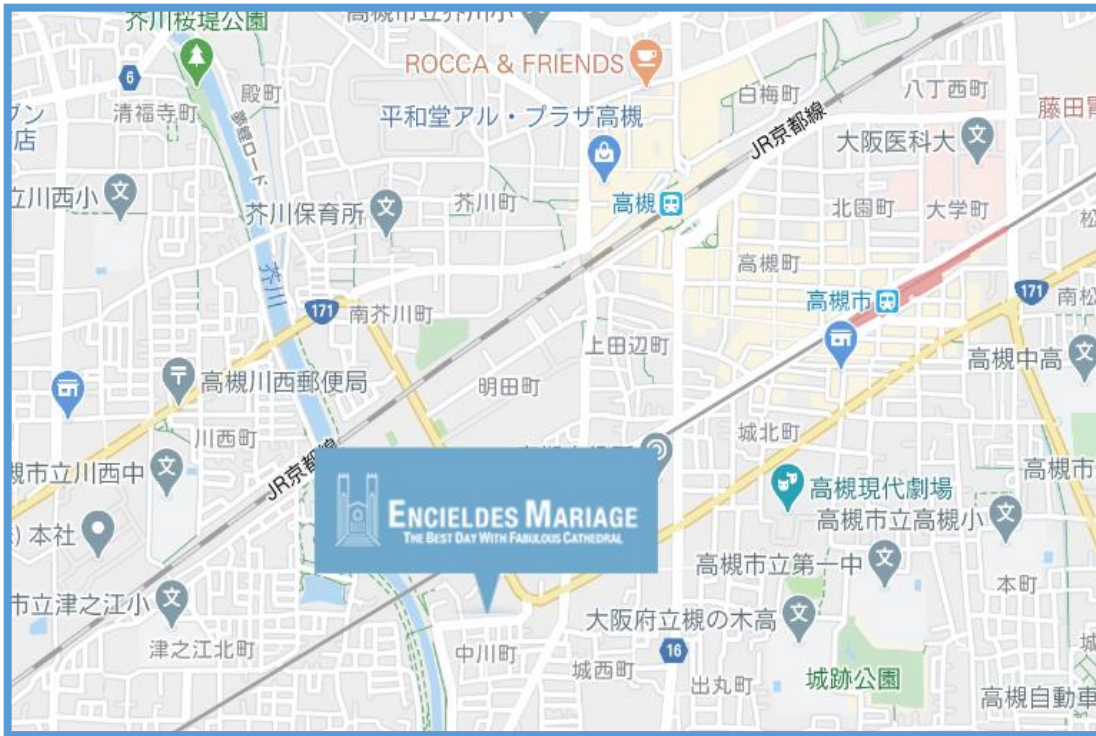 芥川桜堤公園
ROCCA & FRIENDS
6
殿町
白梅町
八丁西町
清福寺町
平和堂アル・プラザ高槻
JR京都線
大阪医科大
店
立川西小
芥川保育所
芥川町
高槻
北園町
大学町
芥川
高槻町
171
南芥川町
高槻市
171
上田辺町
高槻中高
高槻川西郵便局
明田町
川西町
城北町
槻市立川西中
JR京都線
高槻現代劇場
ENCIELDES MARIAGE
THE BEST DAY WITH FABULOUS CATHEDRAL
高槻市立高槻小
本社
高槻市立第一中
本町
市立津之江小
大阪府立槻の木高
津之江北町
中川町
城西町
16
出丸町
城跡公園
高槻自動車